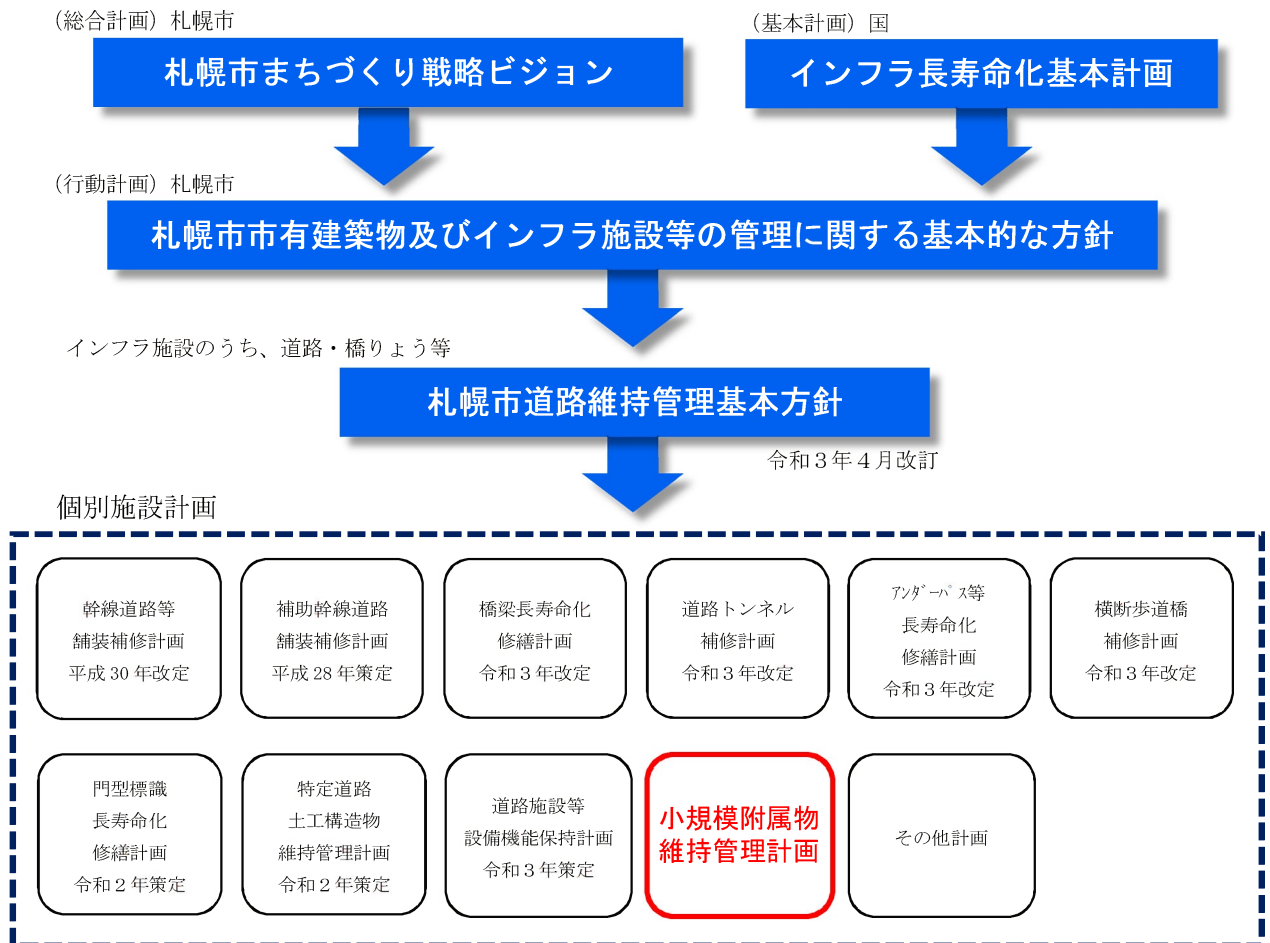 （総合計画）札幌市
（基本計画）国
札幌市まちづくり戦略ビジョン
インフラ長寿命化基本計画
（行動計画）札幌市
札幌市市有建築物及びインフラ施設等の管理に関する基本的な方針
インフラ施設のうち、道路・橋りょう等
札幌市道路維持管理基本方針
令和３年４月改訂
個別施設計画
幹線道路等
舗装補修計画
平成30年改定
補助幹線道路
舗装補修計画
平成28年策定
橋梁長寿命化
修繕計画
令和３年改定
道路トンネル
補修計画
令和３年改定
ｱﾝﾀﾞｰﾊﾟｽ等
長寿命化
修繕計画
令和３年改定
横断歩道橋
補修計画
令和３年改定
門型標識
長寿命化
修繕計画
令和２年策定
特定道路
土工構造物
維持管理計画
令和２年策定
道路施設等
設備機能保持計画
令和３年策定
小規模附属物
維持管理計画
その他計画